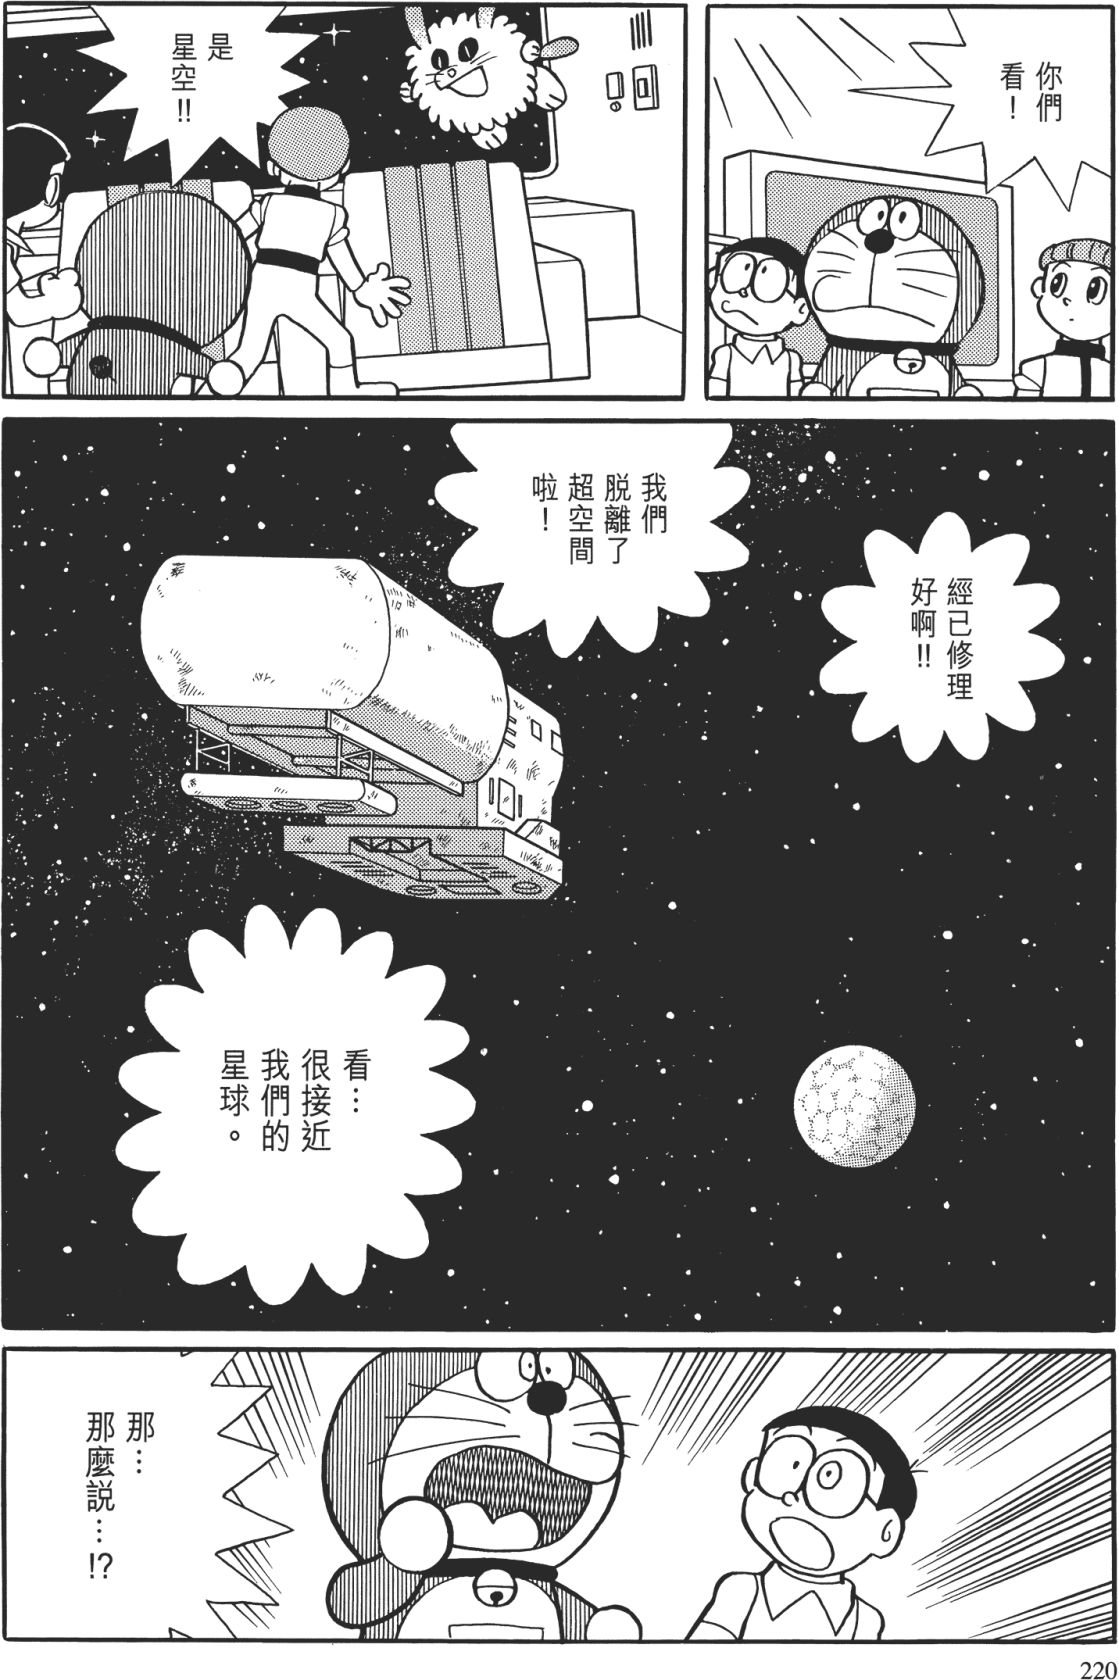 你們
看！
是
星空!!
經已修理
好啊!!
我們
脫離了
超空間
啦！
看…
很接近
我們的
星球。
那…
那麼説…!?
220